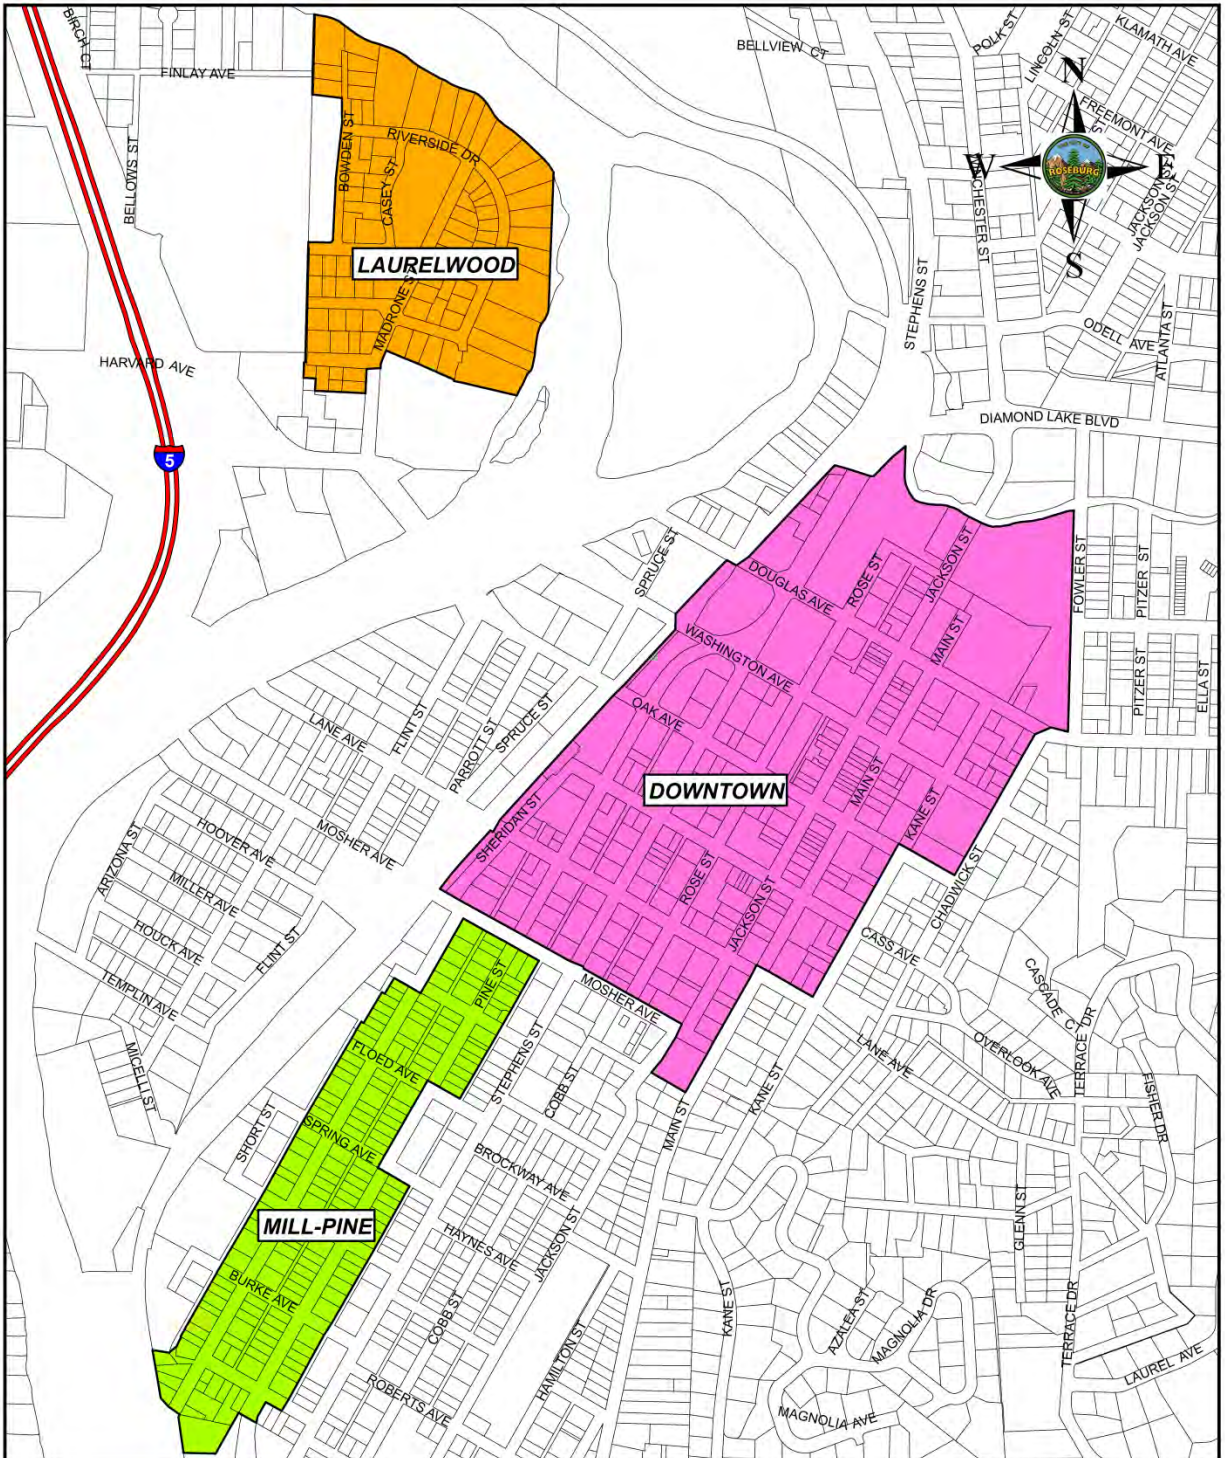 BIRCH CT
FINLAY AVE
BELLVIEW CT
POLK ST
LINCOLN ST
KLAMATH AVE
N
FREEMONT AVE
BELLOWS ST
BOWDEN ST
RIVERSIDE DR
CASEY ST
W
ROSEBURG
E
WINCHESTER ST
JACKSON ST
JACKSON ST
S
LAURELWOOD
MADRONE ST
STEPHENS ST
ODELL AVE
ATLANTA ST
HARVARD AVE
DIAMOND LAKE BLVD
5
SPRUCE ST
DOUGLAS AVE
ROSE ST
JACKSON ST
FOWLER ST
PITZER ST
MAIN ST
WASHINGTON AVE
PITZER ST
ELLA ST
OAK AVE
LANE AVE
FLINT ST
PARROTT ST
SPRUCE ST
DOWNTOWN
MAIN ST
KANE ST
SHERIDAN ST
HOOVER AVE
MOSHER AVE
ARIZONA ST
MILLER AVE
ROSE ST
JACKSON ST
CHADWICK ST
HOUCK AVE
FLINT ST
CASS AVE
TEMPLIN AVE
PINE ST
MOSHER AVE
CASCADE CT
TERRACE DR
MICELLI ST
FLOED AVE
STEPHENS ST
COBB ST
LANE AVE
OVERLOOK AVE
KANE ST
FISHER DR
SHORT ST
SPRING AVE
MAIN ST
BROCKWAY AVE
MILL-PINE
HAYNES AVE
JACKSON ST
GLENN ST
BURKE AVE
COBB ST
KANE ST
AZALEA ST
MAGNOLIA DR
TERRACE DR
HAMILTON ST
LAUREL AVE
ROBERTS AVE
MAGNOLIA AVE